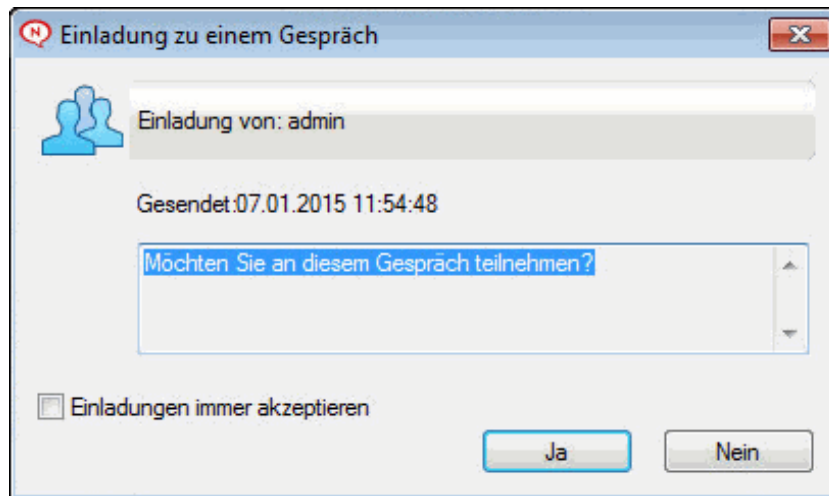 N Einladung zu einem Gespräch
Einladung von: admin
Gesendet:07.01.2015 11:54:48
Möchten Sie an diesem Gespräch teilnehmen?
Einladungen immer akzeptieren
Ja Nein